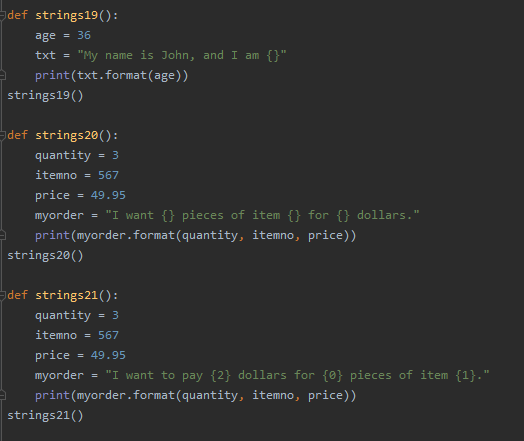 def strings19():
    age = 36
    txt = "My name is John, and I am {}"
    print(txt.format(age))
strings19()

def strings20():
    quantity = 3
    itemno = 567
    price = 49.95
    myorder = "I want {} pieces of item {} for {} dollars."
    print(myorder.format(quantity, itemno, price))
strings20()

def strings21():
    quantity = 3
    itemno = 567
    price = 49.95
    myorder = "I want to pay {2} dollars for {0} pieces of item {1}."
    print(myorder.format(quantity, itemno, price))
strings21()